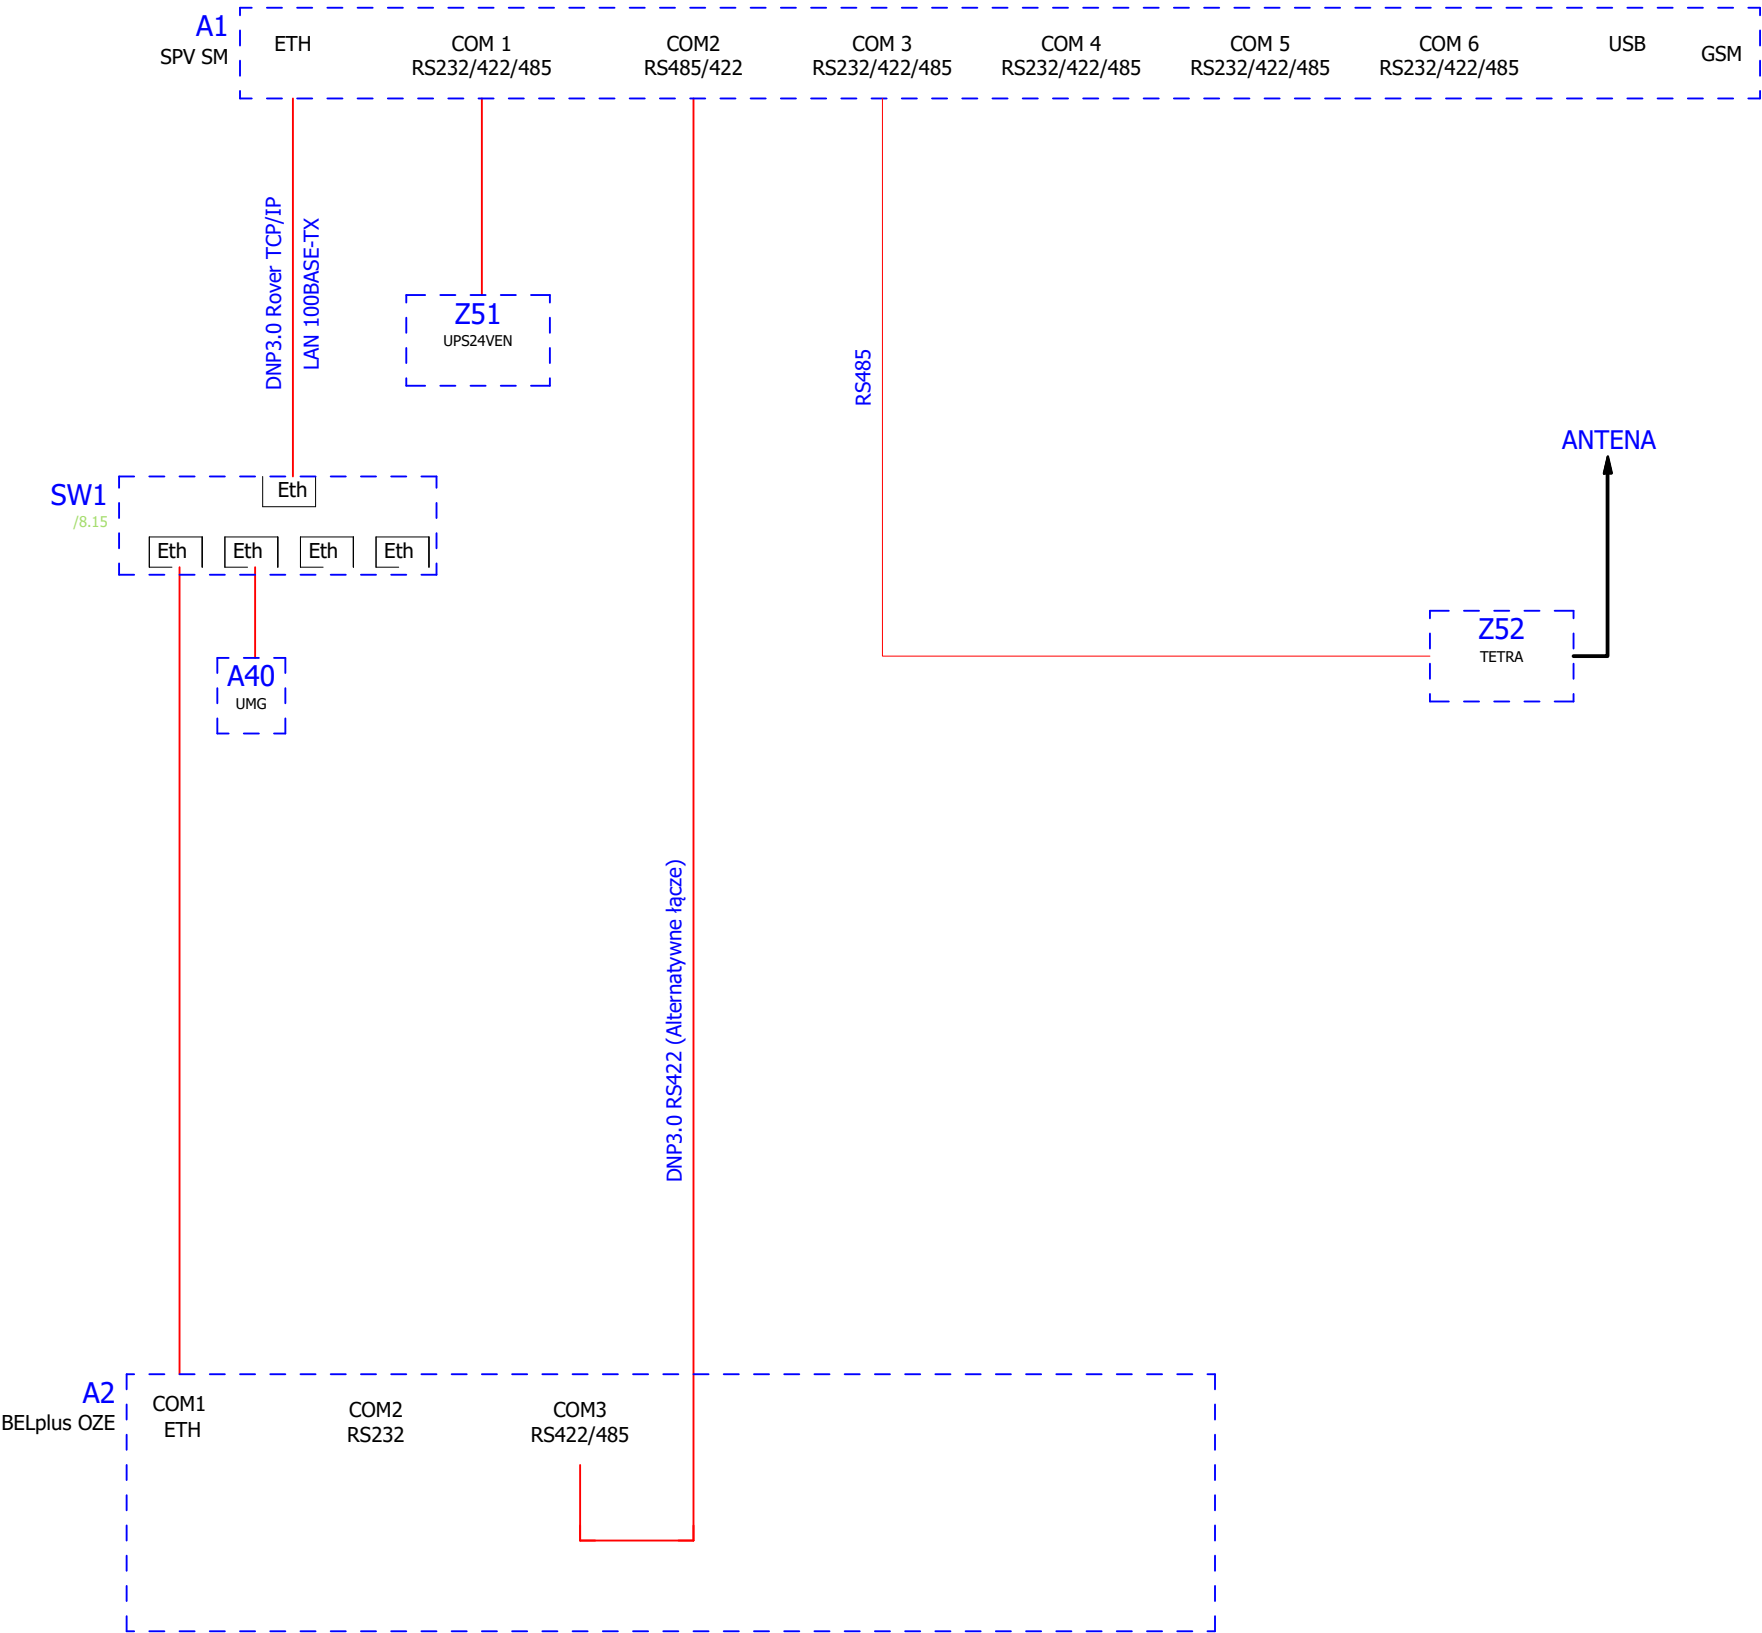 A1
SPV SM
ETH
COM 1
RS232/422/485
COM2
RS485/422
COM 3
RS232/422/485
COM 4
RS232/422/485
COM 5
RS232/422/485
COM 6
RS232/422/485
USB
GSM
DNP3.0 Rover TCP/IP
LAN 100BASE-TX
Z51
UPS24VEN
RS485
ANTENA
SW1
/8.15
Eth
Eth
Eth
Eth
Eth
Z52
TETRA
A40
UMG
DNP3.0 RS422 (Alternatywne łącze)
A2
BELplus OZE
COM1
ETH
COM2
RS232
COM3
RS422/485